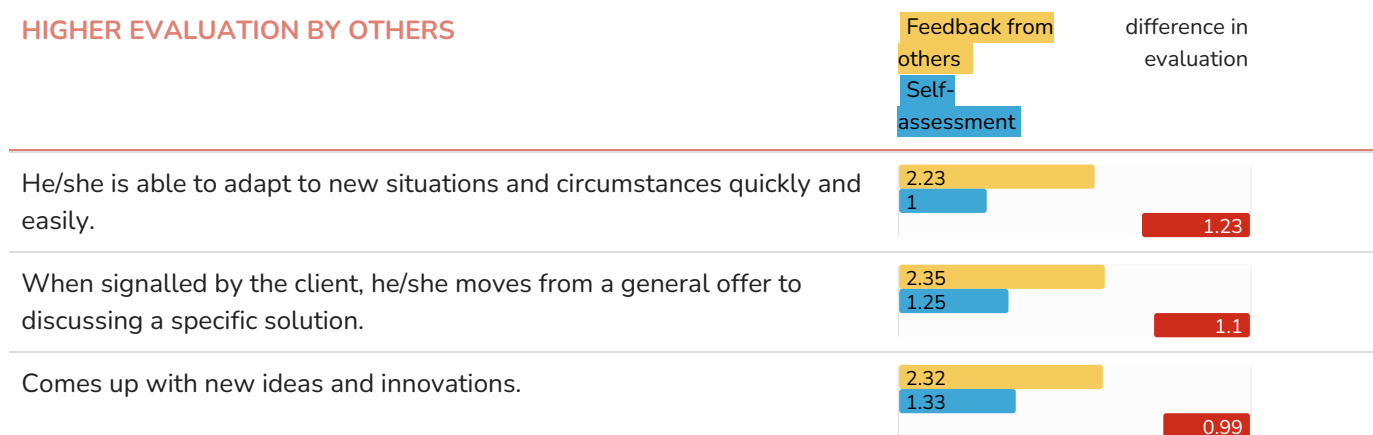 HIGHER EVALUATION BY OTHERS
Feedback from
others
Self-
assessment
difference in
evaluation
He/she is able to adapt to new situations and circumstances quickly and
easily.
2.23
1
1.23
When signalled by the client, he/she moves from a general offer to
discussing a specific solution.
2.35
1.25
1.1
Comes up with new ideas and innovations.
2.32
1.33
0.99